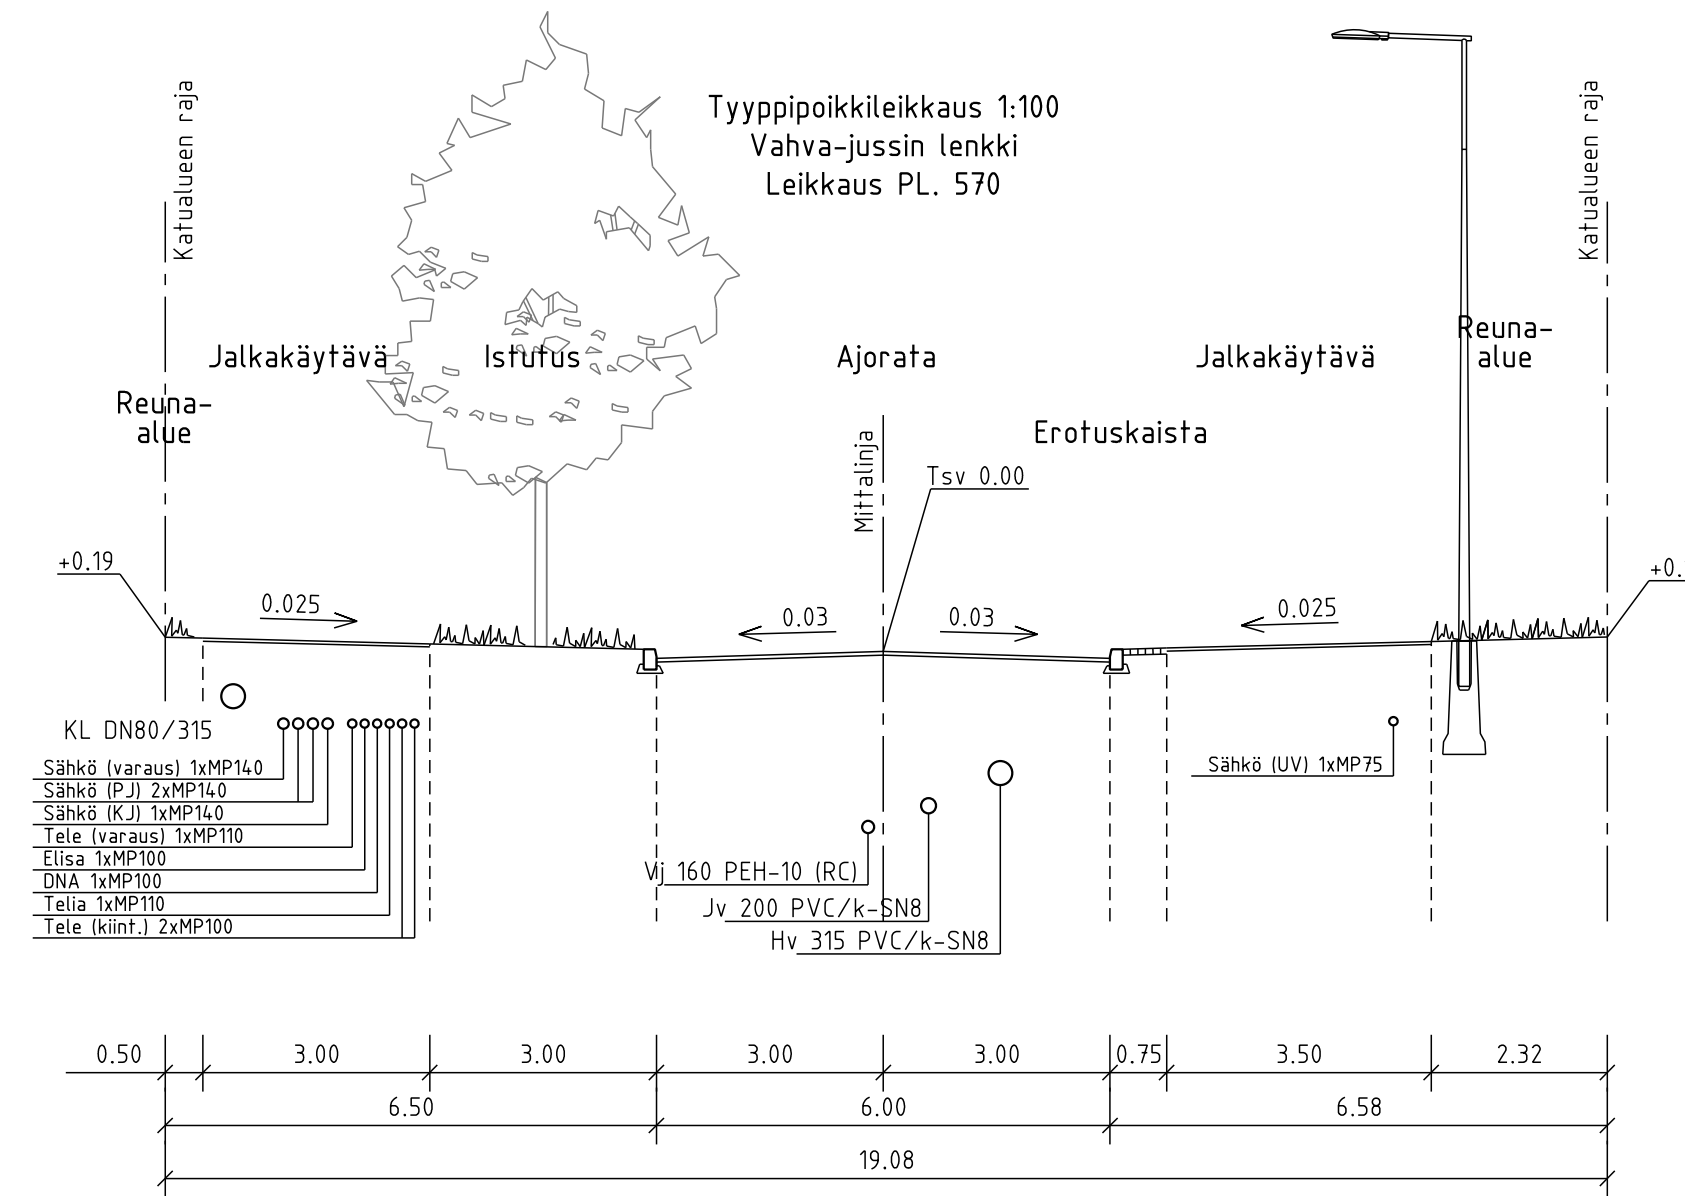 Tyyppipoikkileikkaus 1:100
Vahva-jussin lenkki
Leikkaus PL. 570
Katualueen raja
Katualueen raja
Reuna-
alue
Jalkakäytävä
Istutus
Ajorata
Jalkakäytävä
Reuna-
alue
Erotuskaista
Mittalinja
Tsv 0.00
+0.19
+0.
0.025
0.03
0.03
0.025
KL DN80/315
Sähkö (varaus) 1xMP140
Sähkö (PJ) 2xMP140
Sähkö (KJ) 1xMP140
Tele (varaus) 1xMP110
Elisa 1xMP100
DNA 1xMP100
Telia 1xMP110
Tele (kiint.) 2xMP100
Sähkö (UV) 1xMP75
Vj 160 PEH-10 (RC)
Jv 200 PVC/k-SN8
Hv 315 PVC/k-SN8
0.50
3.00
3.00
3.00
3.00
0.75
3.50
2.32
6.50
6.00
6.58
19.08